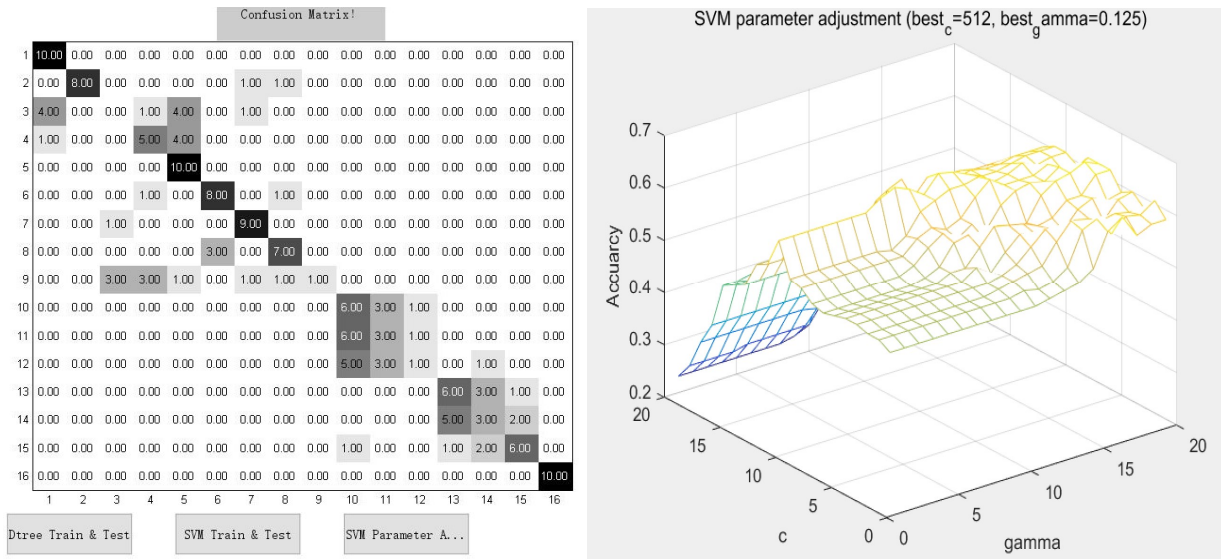 Confusion Matrix!
1 10.00 0.00 0.00 0.00 0.00 0.00 0.00 0.00 0.00 0.00 0.00 0.00 0.00 0.00 0.00 0.00
2 0.00 8.00 0.00 0.00 0.00 0.00 1.00 1.00 0.00 0.00 0.00 0.00 0.00 0.00 0.00 0.00
3 4.00 0.00 0.00 1.00 4.00 0.00 1.00 0.00 0.00 0.00 0.00 0.00 0.00 0.00 0.00 0.00
4 1.00 0.00 0.00 5.00 4.00 0.00 0.00 0.00 0.00 0.00 0.00 0.00 0.00 0.00 0.00 0.00
5 0.00 0.00 0.00 0.00 10.00 0.00 0.00 0.00 0.00 0.00 0.00 0.00 0.00 0.00 0.00 0.00
6 0.00 0.00 0.00 1.00 0.00 8.00 0.00 1.00 0.00 0.00 0.00 0.00 0.00 0.00 0.00 0.00
7 0.00 0.00 1.00 0.00 0.00 0.00 9.00 0.00 0.00 0.00 0.00 0.00 0.00 0.00 0.00 0.00
8 0.00 0.00 0.00 0.00 0.00 3.00 0.00 7.00 0.00 0.00 0.00 0.00 0.00 0.00 0.00 0.00
9 0.00 0.00 3.00 3.00 1.00 0.00 1.00 1.00 1.00 0.00 0.00 0.00 0.00 0.00 0.00 0.00
10 0.00 0.00 0.00 0.00 0.00 0.00 0.00 0.00 0.00 6.00 3.00 1.00 0.00 0.00 0.00 0.00
11 0.00 0.00 0.00 0.00 0.00 0.00 0.00 0.00 0.00 6.00 3.00 1.00 0.00 0.00 0.00 0.00
12 0.00 0.00 0.00 0.00 0.00 0.00 0.00 0.00 0.00 5.00 3.00 1.00 0.00 1.00 0.00 0.00
13 0.00 0.00 0.00 0.00 0.00 0.00 0.00 0.00 0.00 0.00 0.00 0.00 6.00 3.00 1.00 0.00
14 0.00 0.00 0.00 0.00 0.00 0.00 0.00 0.00 0.00 0.00 0.00 0.00 5.00 3.00 2.00 0.00
15 0.00 0.00 0.00 0.00 0.00 0.00 0.00 0.00 0.00 1.00 0.00 0.00 1.00 2.00 6.00 0.00
16 0.00 0.00 0.00 0.00 0.00 0.00 0.00 0.00 0.00 0.00 0.00 0.00 0.00 0.00 0.00 10.00
1 2 3 4 5 6 7 8 9 10 11 12 13 14 15 16
Dtree Train & Test
SVM Train & Test
SVM Parameter A...
SVM parameter adjustment (best_c=512, best_gamma=0.125)
0.7
0.6
0.5
0.4
0.3
0.2
Accuarcy
20
15
10
5
0
c
0
5
10
15
20
gamma